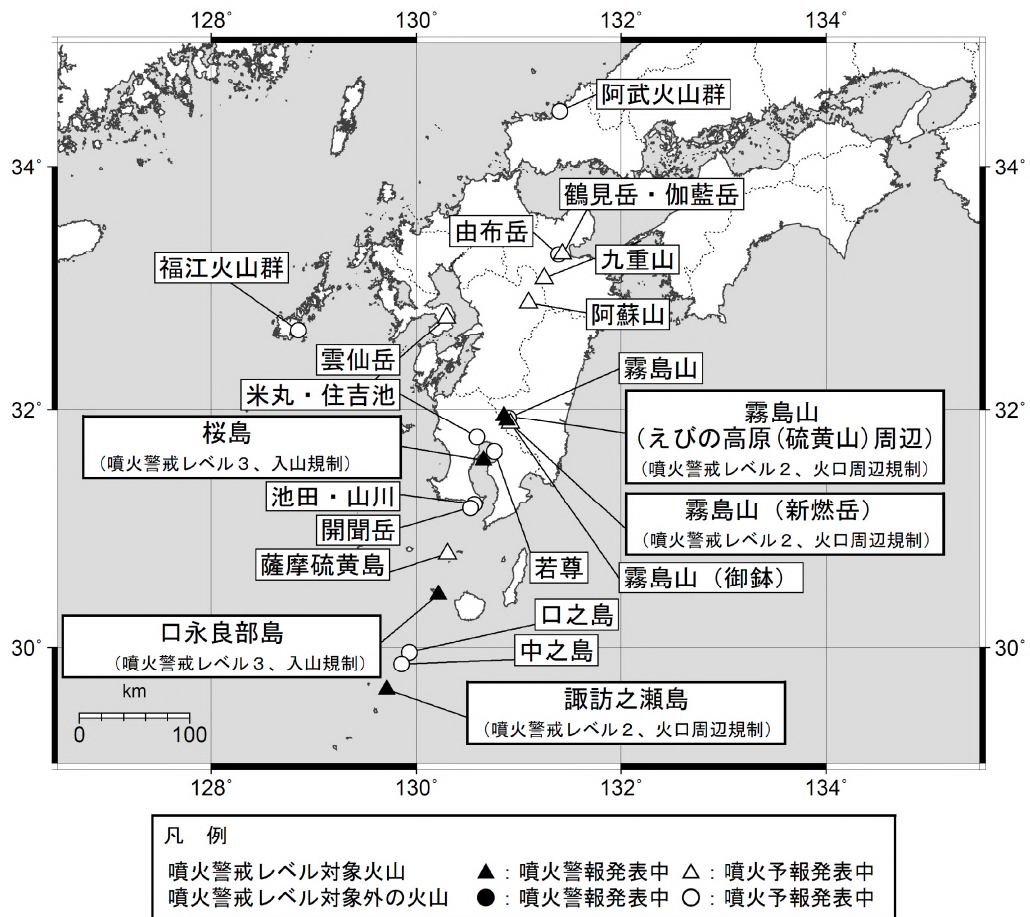 128°
130°
132°
134°
阿武火山群
34°
34°
鶴見岳・伽藍岳
由布岳
九重山
福江火山群
阿蘇山
雲仙岳
霧島山
米丸・住吉池
32°
32°
霧島山
(えびの高原(硫黄山)周辺)
(噴火警戒レベル2、火口周辺規制)
桜島
(噴火警戒レベル3、入山規制)
池田・山川
霧島山(新燃岳)
(噴火警戒レベル2、火口周辺規制)
開聞岳
薩摩硫黄島
若尊
霧島山(御鉢)
口之島
口永良部島
(噴火警戒レベル3、入山規制)
中之島
30°
30°
諏訪之瀬島
(噴火警戒レベル2、火口周辺規制)
km
0
100
128°
130°
132°
134°
凡 例
噴火警戒レベル対象火山 ▲:噴火警報発表中 △:噴火予報発表中
噴火警戒レベル対象外の火山 ●:噴火警報発表中 ○:噴火予報発表中